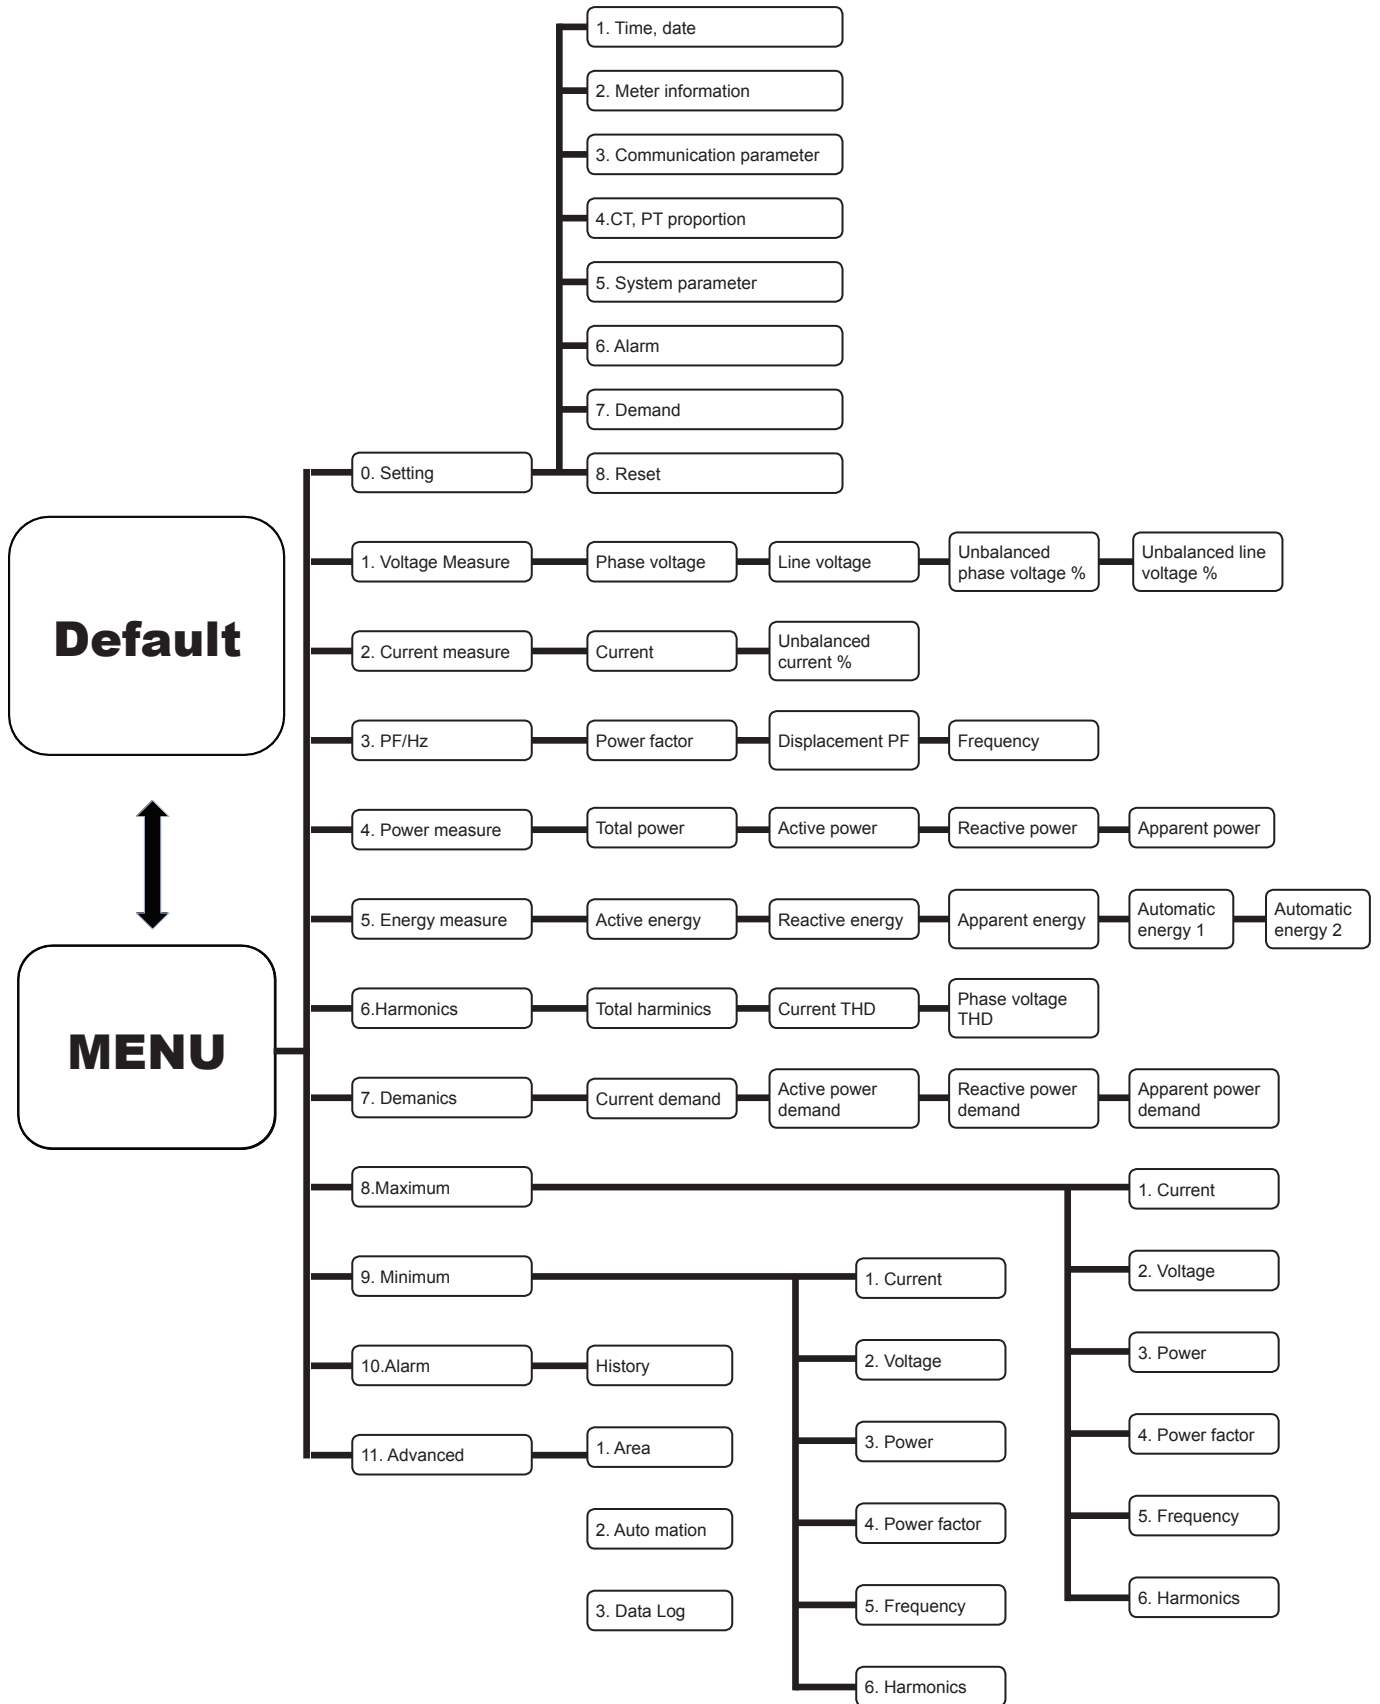 1. Time, date
2. Meter information
3. Communication parameter
4.CT, PT proportion
5. System parameter
6. Alarm
7. Demand
0. Setting
8. Reset
Default
1. Voltage Measure
Phase voltage
Line voltage
Unbalanced
phase voltage %
Unbalanced line
voltage %
2. Current measure
Current
Unbalanced
current %
3. PF/Hz
Power factor
Displacement PF
Frequency
4. Power measure
Total power
Active power
Reactive power
Apparent power
5. Energy measure
Active energy
Reactive energy
Apparent energy
Automatic
energy 1
Automatic
energy 2
MENU
6.Harmonics
Total harminics
Current THD
Phase voltage
THD
7. Demanics
Current demand
Active power
demand
Reactive power
demand
Apparent power
demand
8.Maximum
1. Current
2. Voltage
3. Power
4. Power factor
5. Frequency
6. Harmonics
9. Minimum
1. Current
2. Voltage
3. Power
4. Power factor
5. Frequency
6. Harmonics
10.Alarm
History
11. Advanced
1. Area
2. Auto mation
3. Data Log